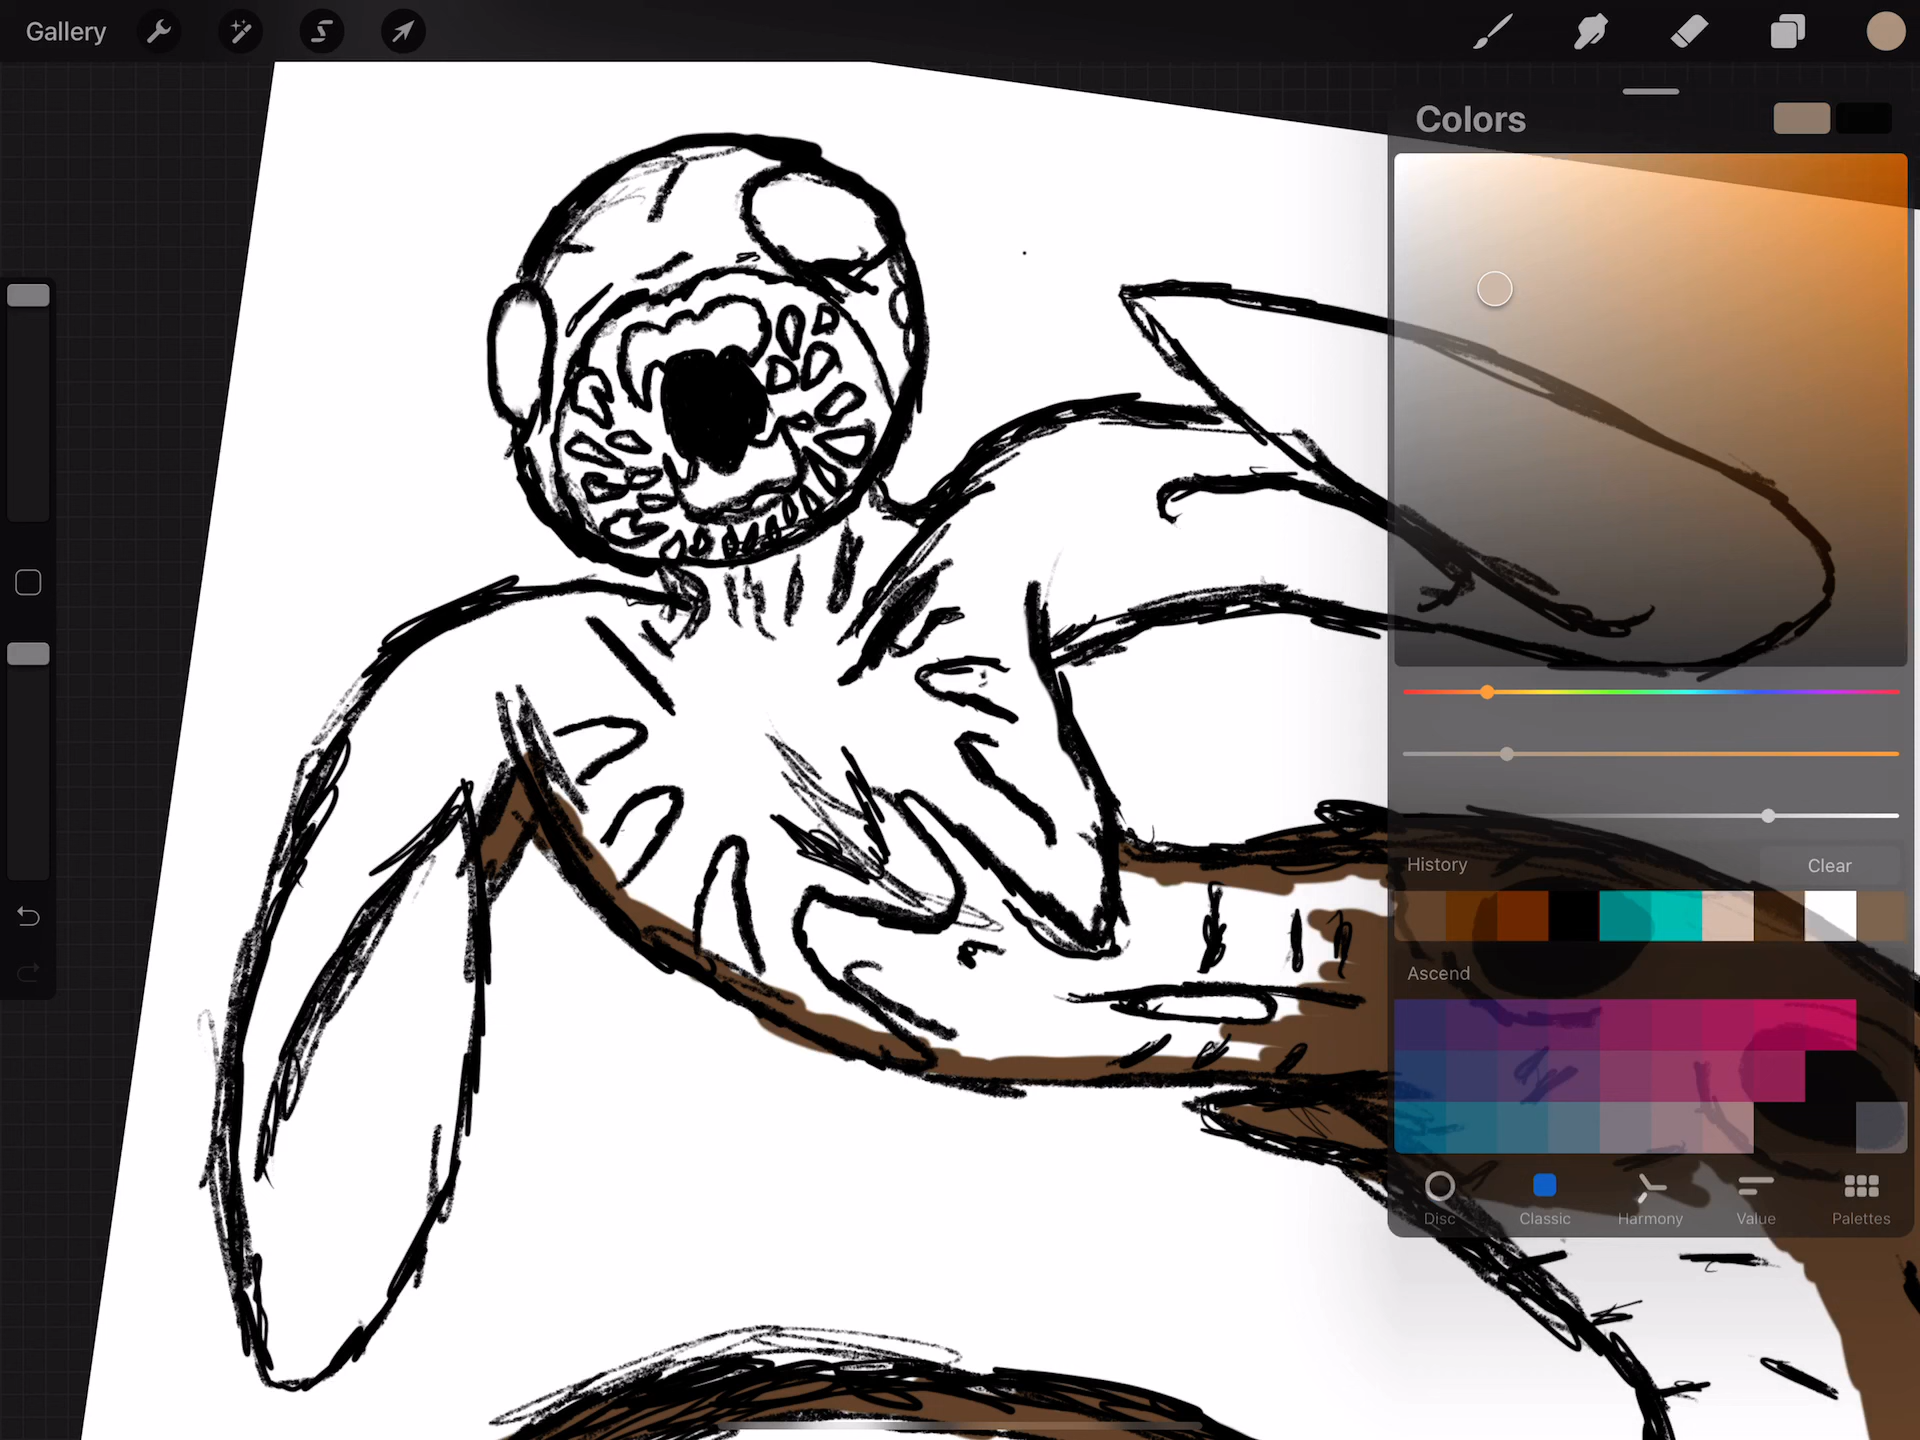 Gallery
Colors
History
Clear
Ascend
Disc
Classic
Harmony
Value
Palettes